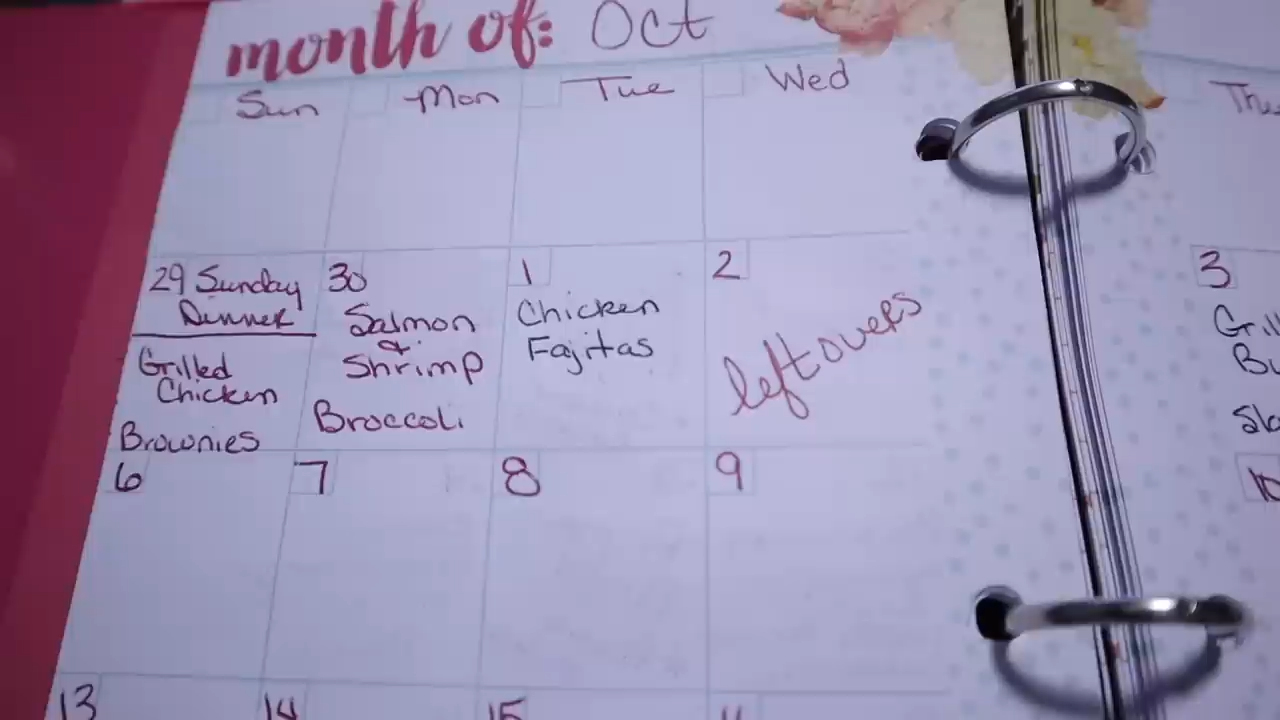 month of: Oct
Sun Mon Tue Wed
29 Sunday Dinner
Grilled
Chicken
Brownies
30
Salmon
&
Shrimp
Broccoli
1
Chicken
Fajitas
2
leftovers
3
6 7 8 9
13 14 15